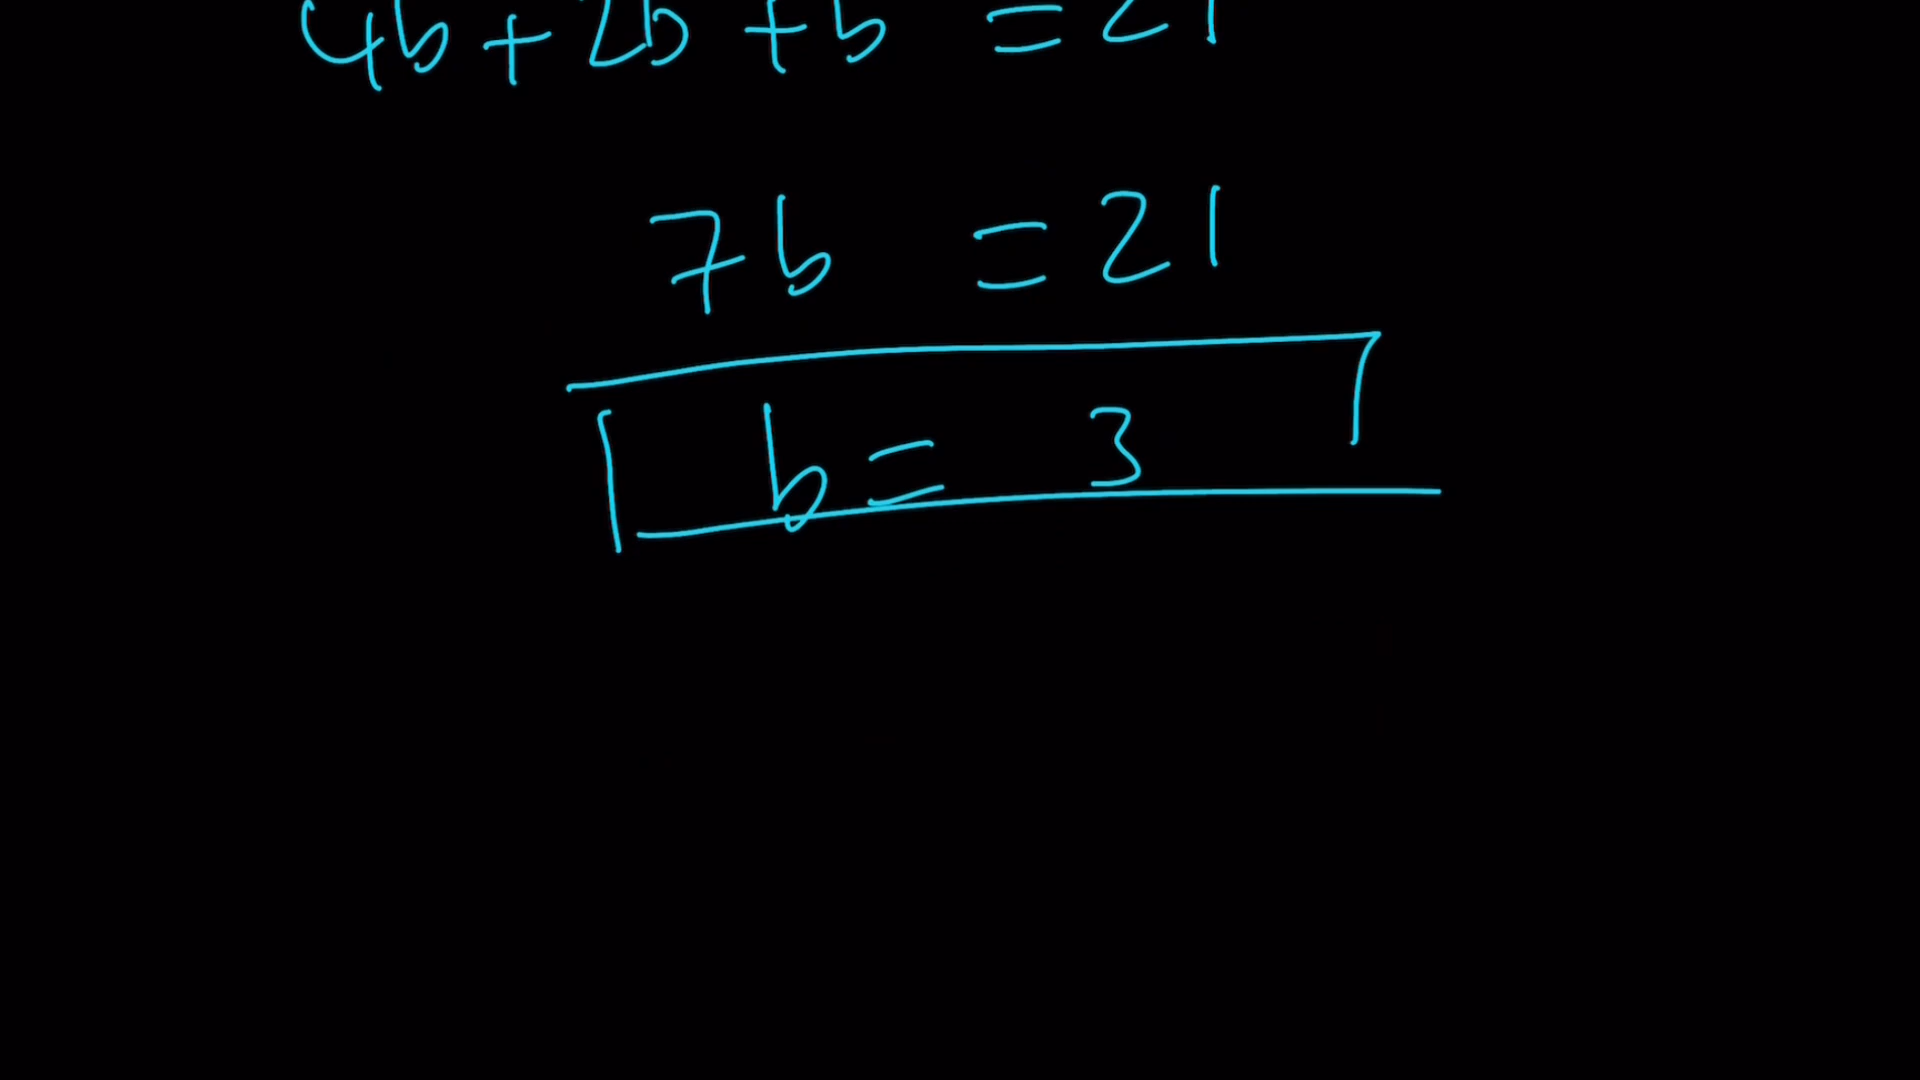 4b + 2b + b = 21
7b = 21
b = 3